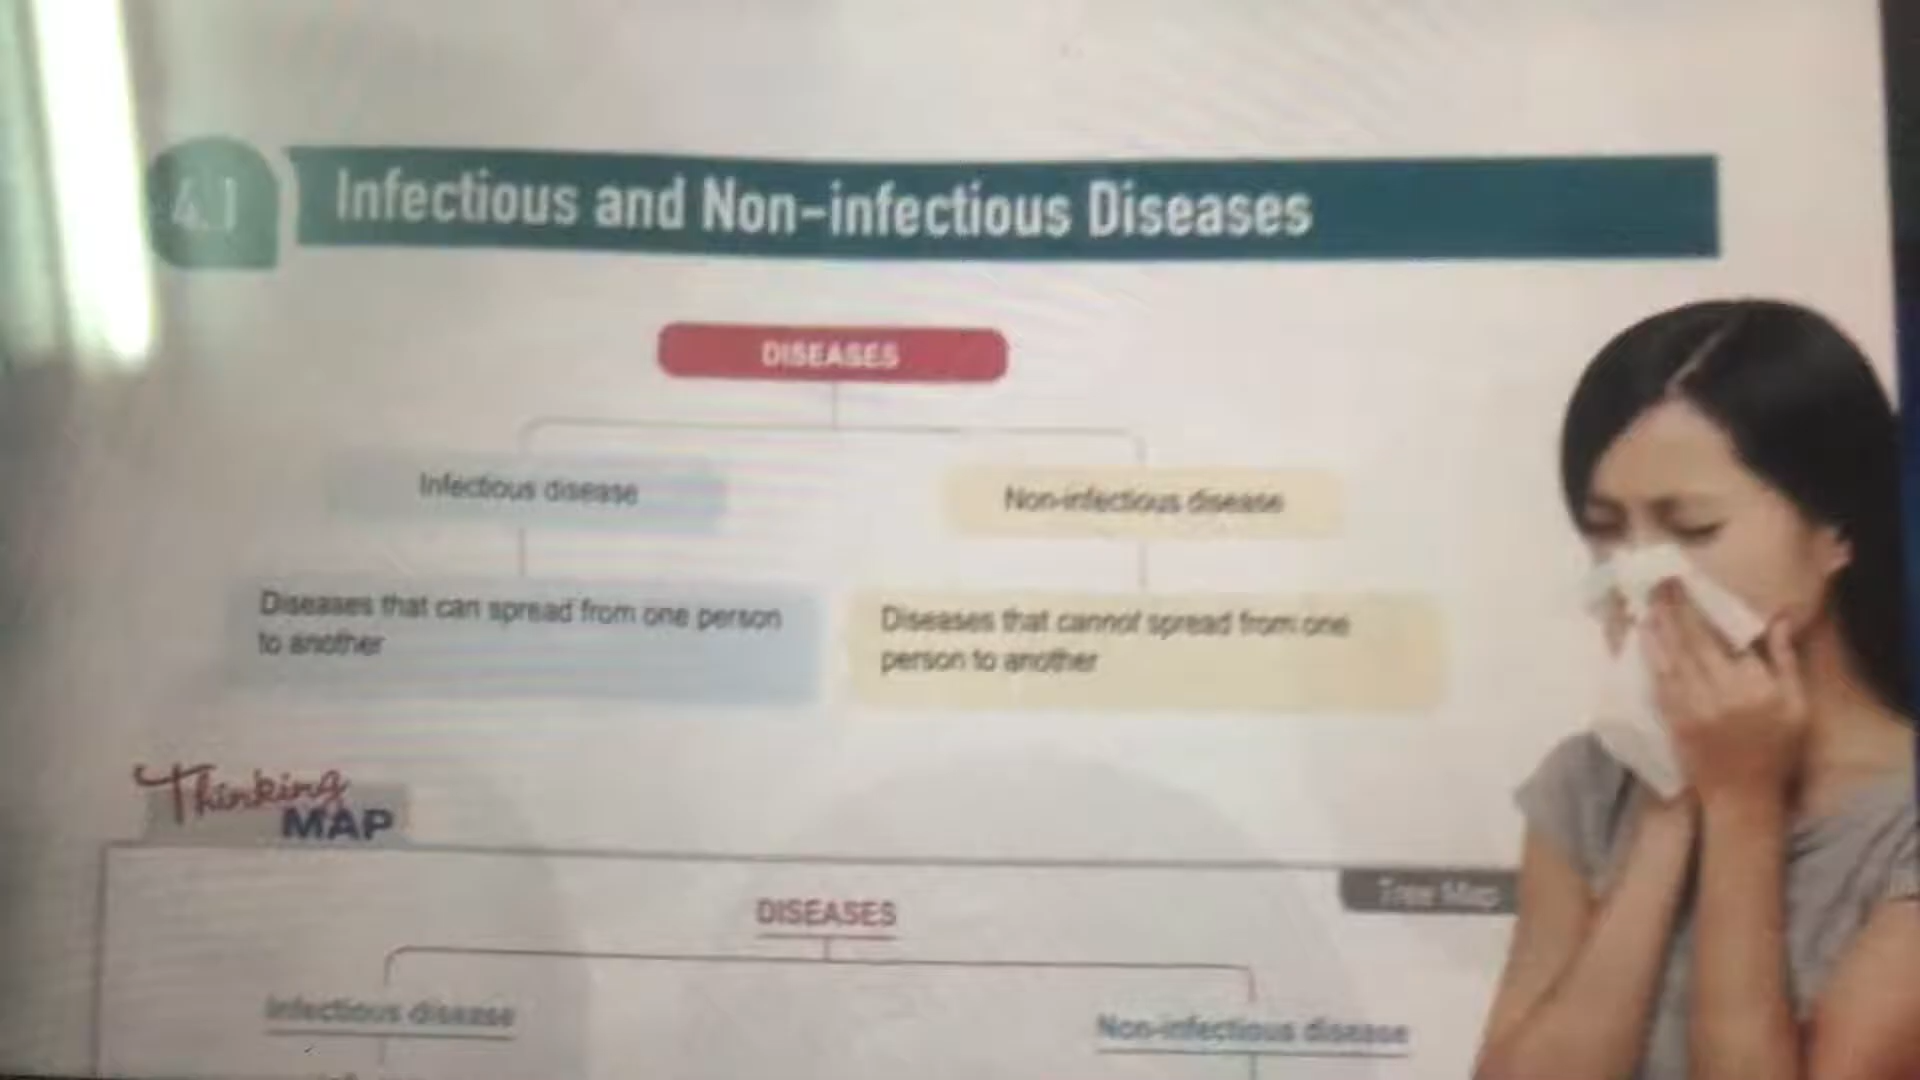 4.1
Infectious and Non-infectious Diseases
DISEASES
Infectious disease
Non-infectious disease
Diseases that can spread from one person
to another
Diseases that cannot spread from one
person to another
Thinking
MAP
Tree Map
DISEASES
Infectious disease
Non-infectious disease